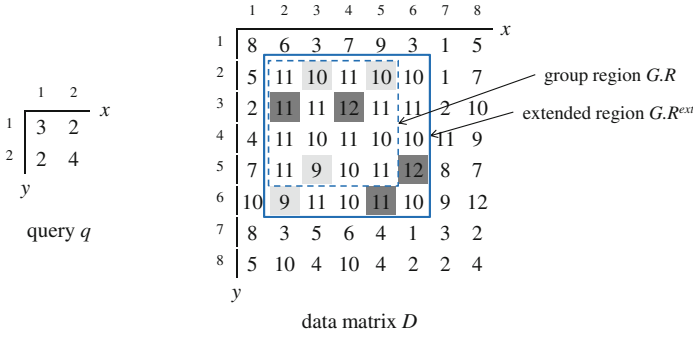 1 2 3 4 5 6 7 8
x
1 8 6 3 7 9 3 1 5
2 5 11 10 11 10 10 1 7
group region G.R
3 2 11 11 12 11 11 2 10
extended region G.R^ext
4 4 11 10 11 10 10 11 9
5 7 11 9 10 11 12 8 7
6 10 9 11 10 11 10 9 12
7 8 3 5 6 4 1 3 2
8 5 10 4 10 4 2 2 4
y
data matrix D
1 2
x
1 3 2
2 2 4
y
query q